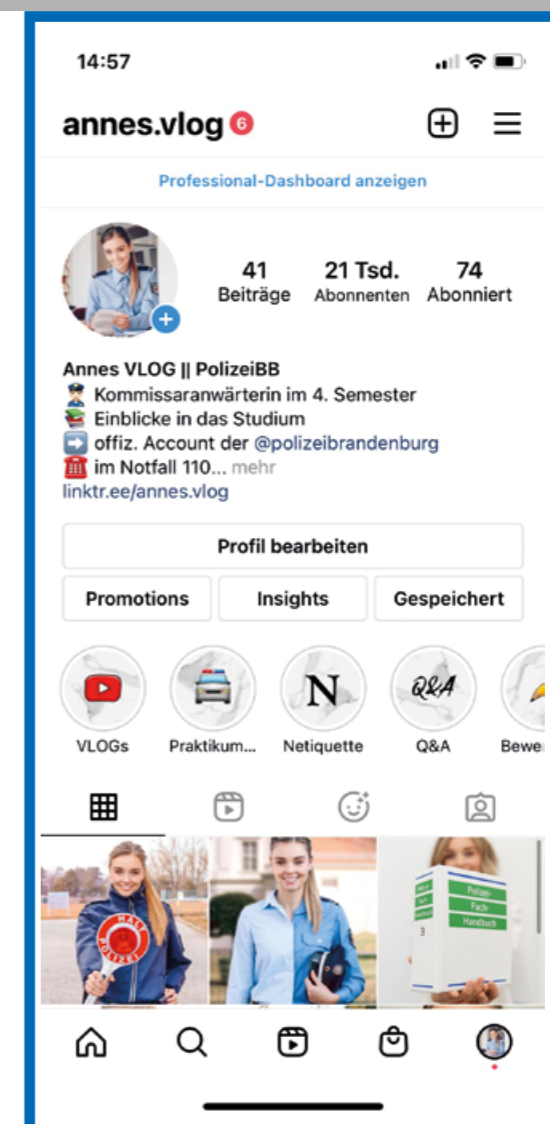 14:57
annes.vlog 6
Professional-Dashboard anzeigen
41 21 Tsd. 74
Beiträge Abonnenten Abonniert
Annes VLOG || PolizeiBB
Kommissaranwärterin im 4. Semester
Einblicke in das Studium
offiz. Account der @polizeibrandenburg
im Notfall 110... mehr
linktr.ee/annes.vlog
Profil bearbeiten
Promotions Insights Gespeichert
N Q&A
VLOGs Praktikum... Netiquette Q&A Bewe
HALT
POLIZEI
Polizei-
Fach-
Handbuch
3